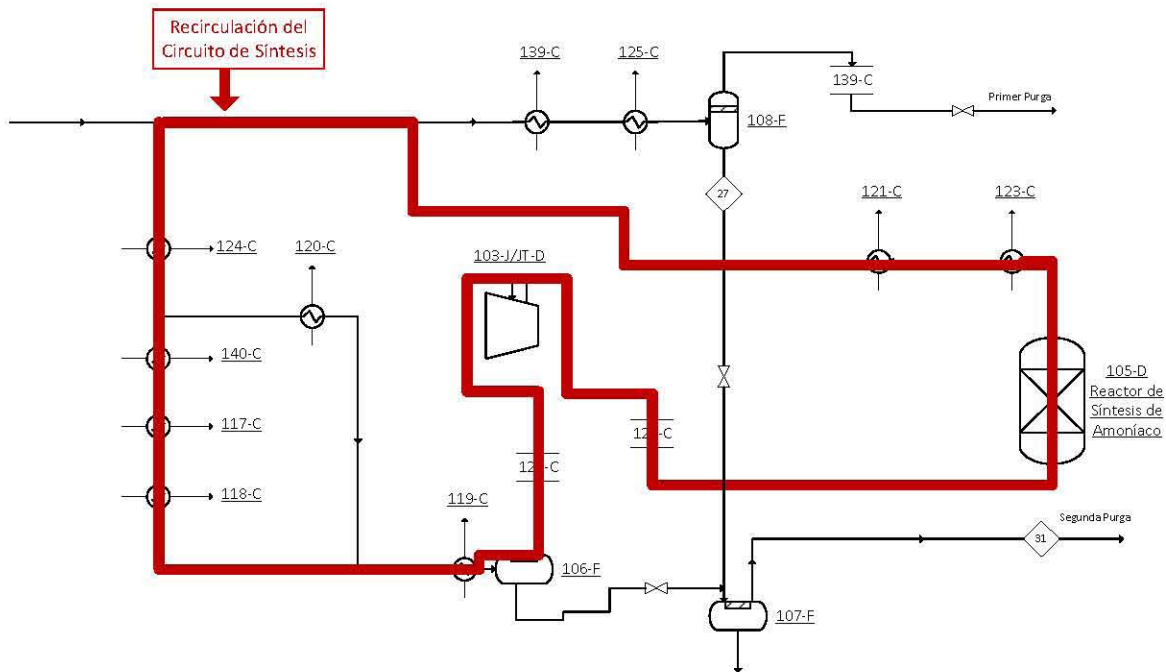 Recirculación del
Circuito de Síntesis
139-C
125-C
139-C
Primer Purga
108-F
27
121-C
123-C
124-C
120-C
103-J/JT-D
140-C
105-D
Reactor de
Síntesis de
Amoníaco
117-C
118-C
119-C
106-F
Segunda Purga
31
107-F